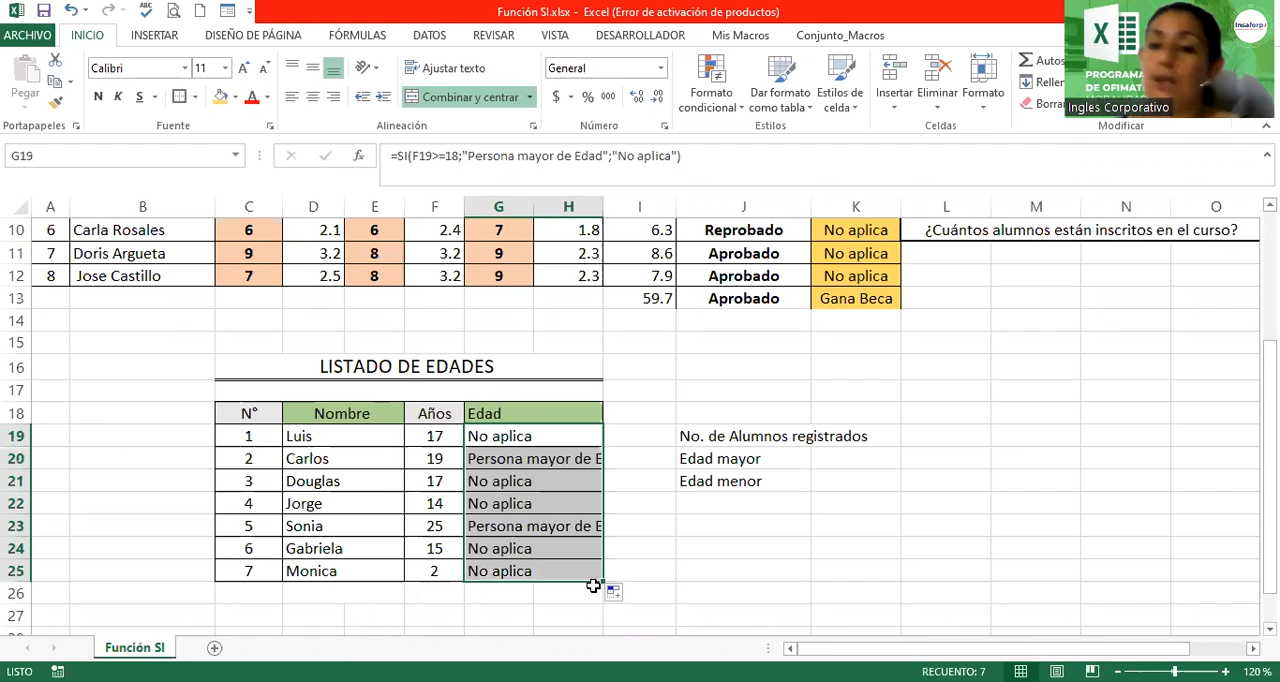 Función SI.xlsx - Excel (Error de activación de productos)
ARCHIVO INICIO INSERTAR DISEÑO DE PÁGINA FÓRMULAS DATOS REVISAR VISTA DESARROLLADOR Mis Macros Conjunto_Macros
Pegar
Calibri 11
N K S
Ajustar texto
Combinar y centrar
General
$ % 000
Formato condicional
Dar formato como tabla
Estilos de celda
Insertar Eliminar Formato
Autos
Rellen
Borra
Portapapeles Fuente Alineación Número Estilos Celdas Modificar
PROGRAMA
DE OFIMAT
Insaforp
Ingles Corporativo
G19 fx =SI(F19>=18;"Persona mayor de Edad";"No aplica")
A B C D E F G H I J K L M N O
10 6 Carla Rosales 6 2.1 6 2.4 7 1.8 6.3 Reprobado No aplica ¿Cuántos alumnos están inscritos en el curso?
11 7 Doris Argueta 9 3.2 8 3.2 9 2.3 8.6 Aprobado No aplica
12 8 Jose Castillo 7 2.5 8 3.2 9 2.3 7.9 Aprobado No aplica
13 59.7 Aprobado Gana Beca
14
15
16 LISTADO DE EDADES
17
18 N° Nombre Años Edad
19 1 Luis 17 No aplica No. de Alumnos registrados
20 2 Carlos 19 Persona mayor de E Edad mayor
21 3 Douglas 17 No aplica Edad menor
22 4 Jorge 14 No aplica
23 5 Sonia 25 Persona mayor de E
24 6 Gabriela 15 No aplica
25 7 Monica 2 No aplica
26
27
Función SI
LISTO RECUENTO: 7 120 %